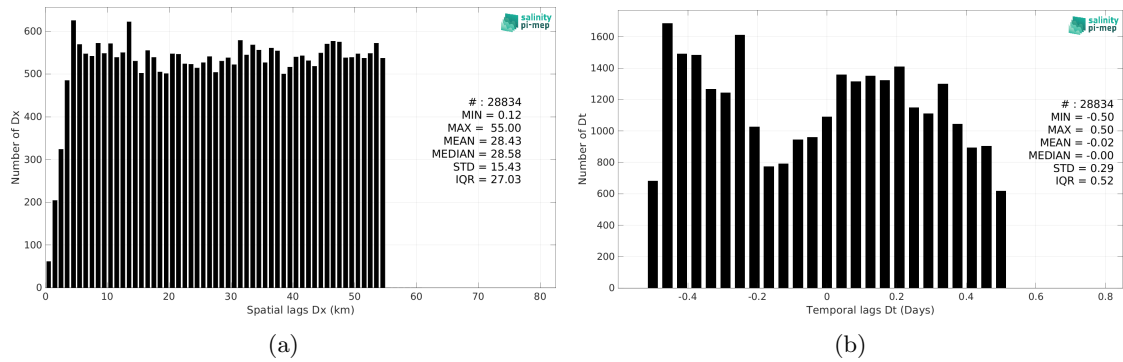 600
500
400
300
200
100
0
Number of Dx
salinity
pi-mep
# : 28834
MIN = 0.12
MAX = 55.00
MEAN = 28.43
MEDIAN = 28.58
STD = 15.43
IQR = 27.03
0 10 20 30 40 50 60 70 80
Spatial lags Dx (km)
(a)
1600
1400
1200
1000
800
600
400
200
0
Number of Dt
salinity
pi-mep
# : 28834
MIN = -0.50
MAX = 0.50
MEAN = -0.02
MEDIAN = -0.00
STD = 0.29
IQR = 0.52
-0.4 -0.2 0 0.2 0.4 0.6 0.8
Temporal lags Dt (Days)
(b)